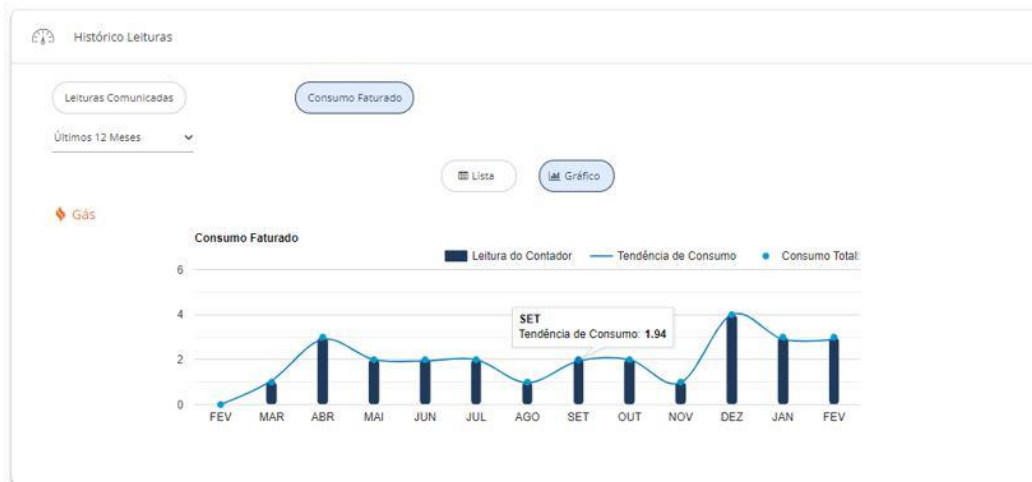 Histórico Leituras
Leituras Comunicadas
Consumo Faturado
Últimos 12 Meses
Lista
Gráfico
Gás
Consumo Faturado
Leitura do Contador
Tendência de Consumo
Consumo Total:
6
4
2
0
SET
Tendência de Consumo: 1.94
FEV MAR ABR MAI JUN JUL AGO SET OUT NOV DEZ JAN FEV